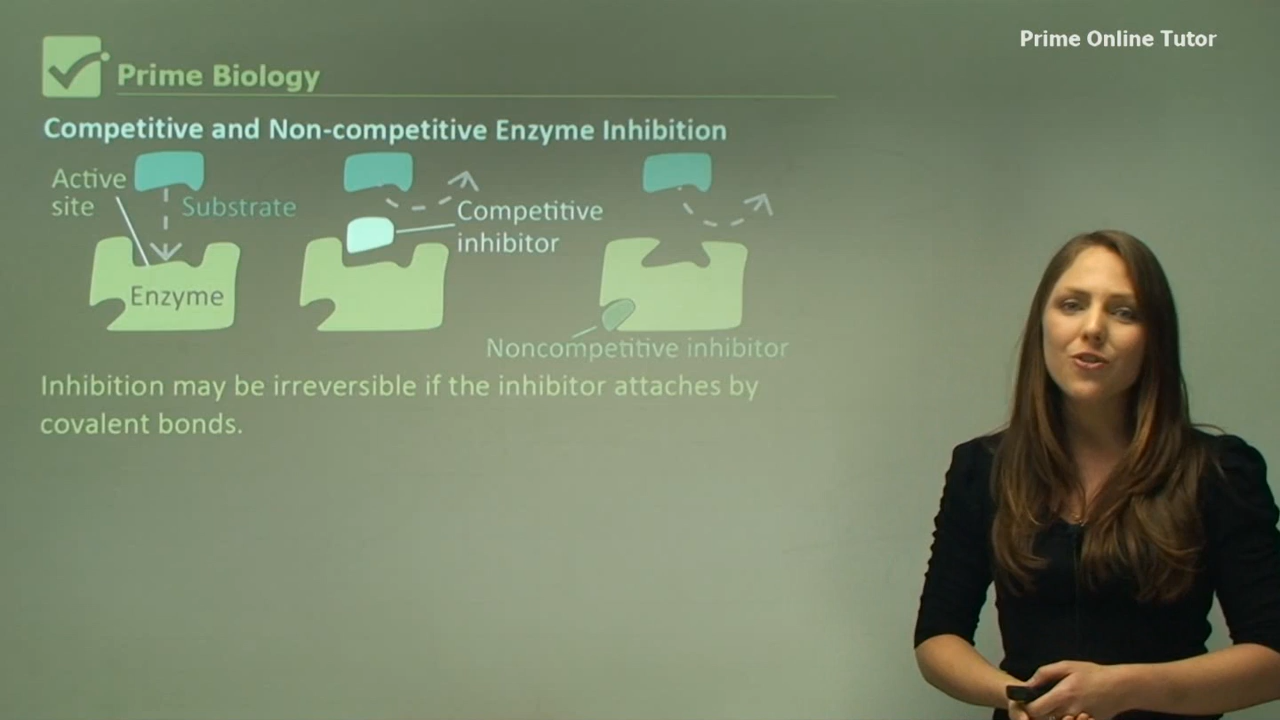 Prime Online Tutor
Prime Biology
Competitive and Non-competitive Enzyme Inhibition
Active
site
Substrate
Competitive
inhibitor
Enzyme
Noncompetitive inhibitor
Inhibition may be irreversible if the inhibitor attaches by
covalent bonds.